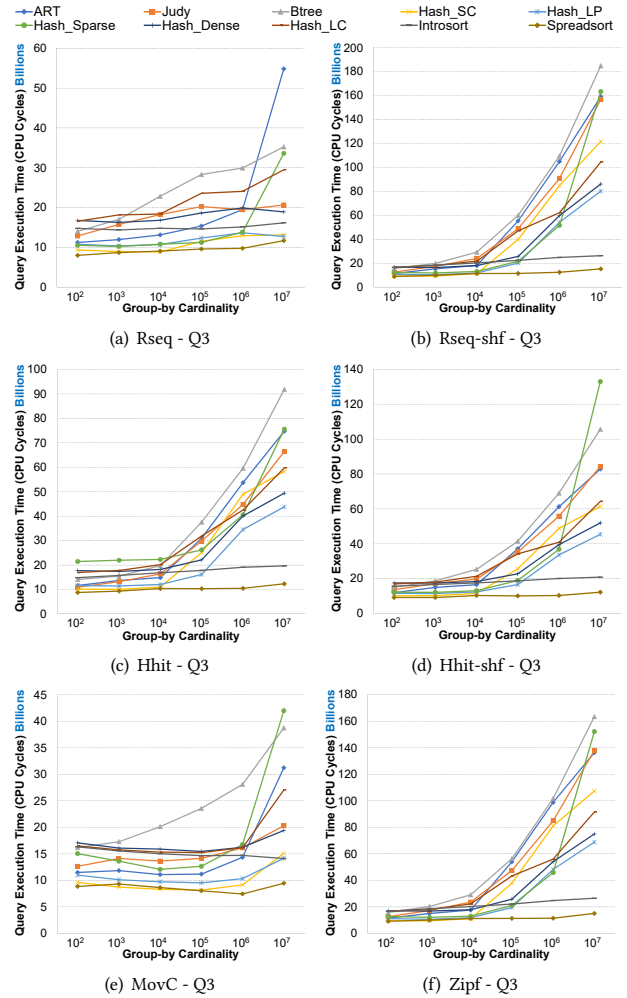 ART Judy Btree Hash_SC Hash_LP
Hash_Sparse Hash_Dense Hash_LC Introsort Spreadsort
Query Execution Time (CPU Cycles) Billions
60
50
40
30
20
10
0
10² 10³ 10⁴ 10⁵ 10⁶ 10⁷
Group-by Cardinality
(a) Rseq - Q3
Query Execution Time (CPU Cycles) Billions
200
180
160
140
120
100
80
60
40
20
0
10² 10³ 10⁴ 10⁵ 10⁶ 10⁷
Group-by Cardinality
(b) Rseq-shf - Q3
Query Execution Time (CPU Cycles) Billions
100
90
80
70
60
50
40
30
20
10
0
10² 10³ 10⁴ 10⁵ 10⁶ 10⁷
Group-by Cardinality
(c) Hhit - Q3
Query Execution Time (CPU Cycles) Billions
140
120
100
80
60
40
20
0
10² 10³ 10⁴ 10⁵ 10⁶ 10⁷
Group-by Cardinality
(d) Hhit-shf - Q3
Query Execution Time (CPU Cycles) Billions
45
40
35
30
25
20
15
10
5
0
10² 10³ 10⁴ 10⁵ 10⁶ 10⁷
Group-by Cardinality
(e) MovC - Q3
Query Execution Time (CPU Cycles) Billions
180
160
140
120
100
80
60
40
20
0
10² 10³ 10⁴ 10⁵ 10⁶ 10⁷
Group-by Cardinality
(f) Zipf - Q3